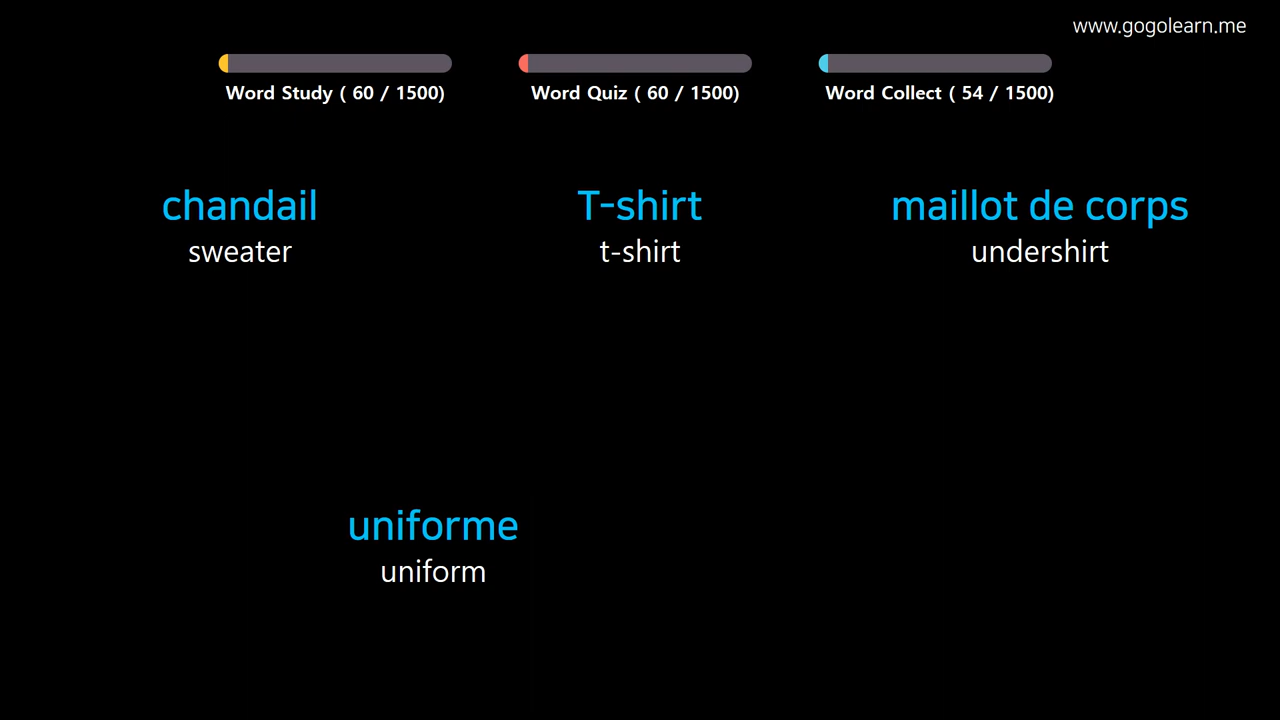 www.gogolearn.me
Word Study ( 60 / 1500)
Word Quiz ( 60 / 1500)
Word Collect ( 54 / 1500)
chandail
sweater
T-shirt
t-shirt
maillot de corps
undershirt
uniforme
uniform